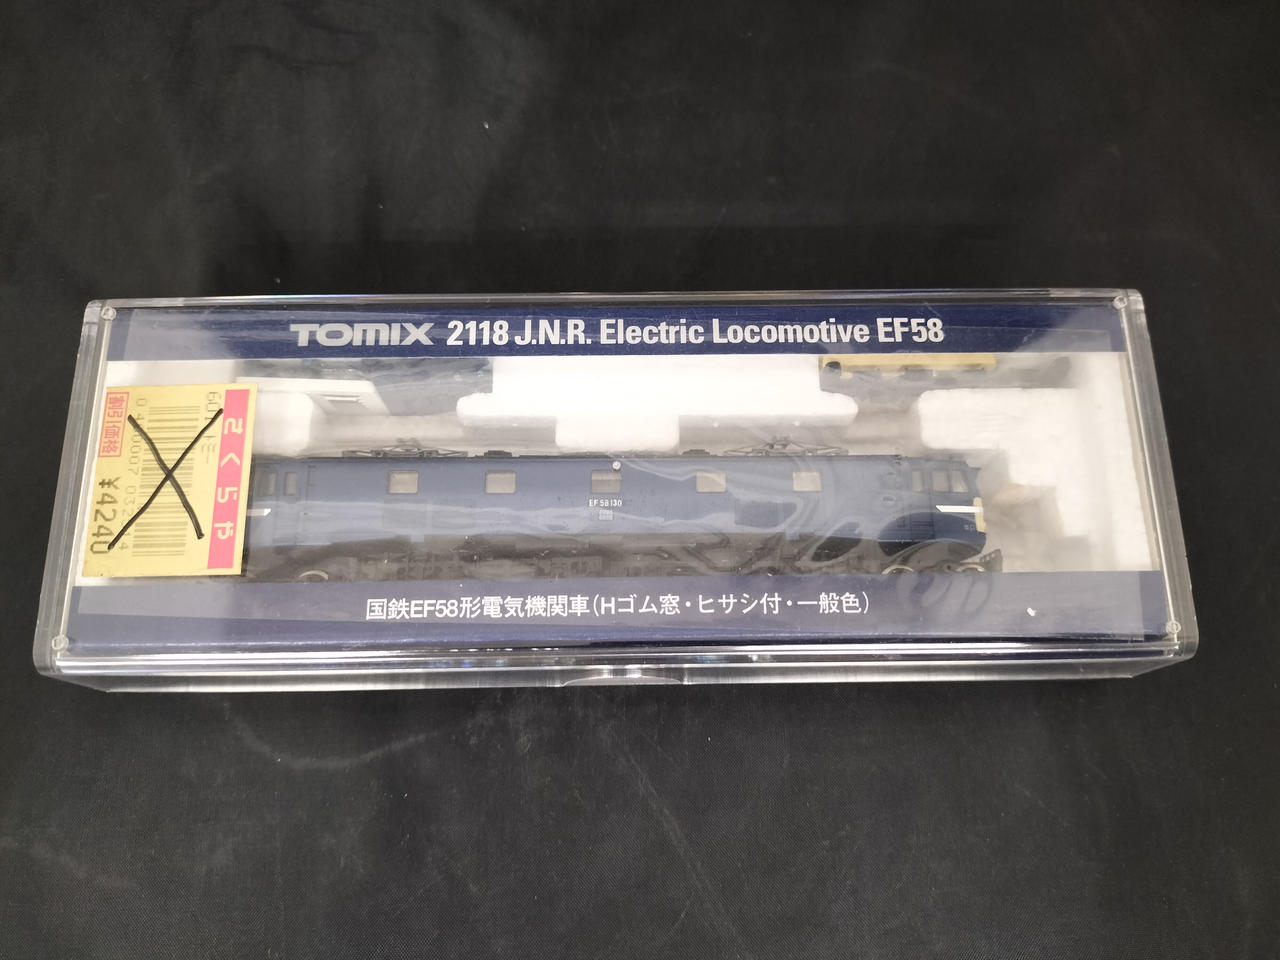 TOMIX 2118 J.N.R. Electric Locomotive EF58
さくらや
割引価格
¥4240
EF58 130
国鉄EF58形電気機関車(Hゴム窓・ヒサシ付・一般色)